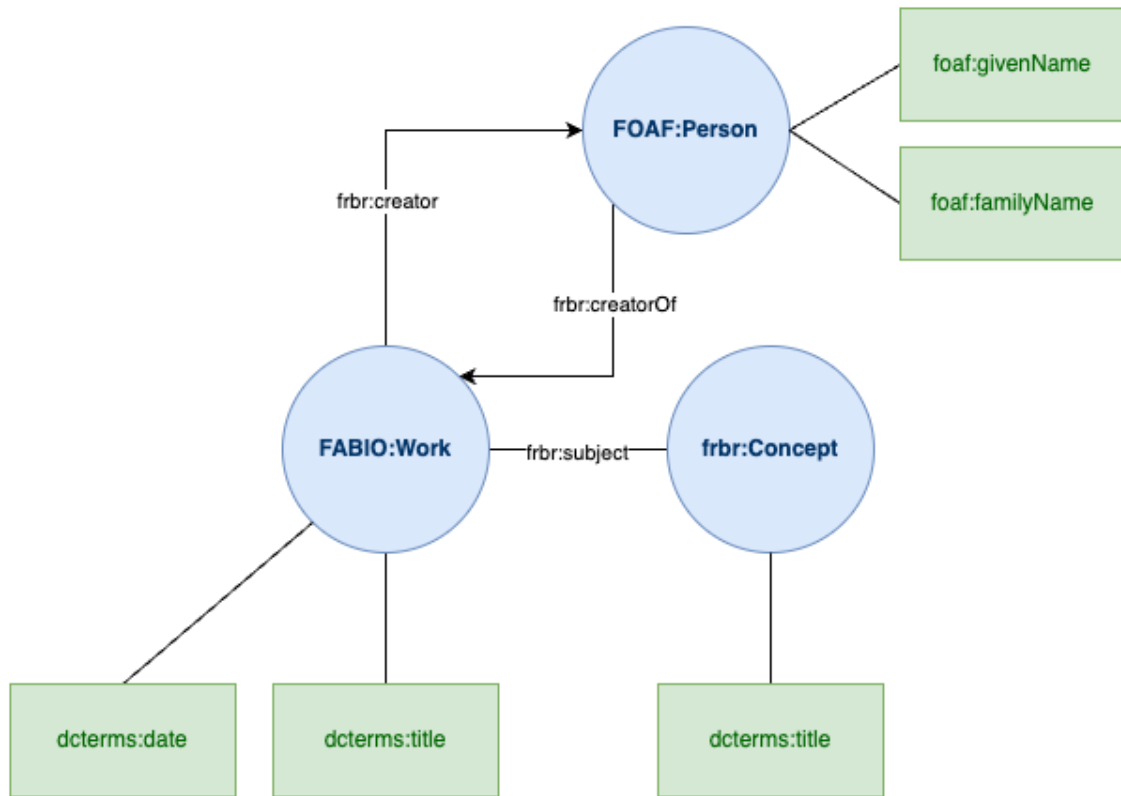 foaf:givenName
FOAF:Person
foaf:familyName
frbr:creator
frbr:creatorOf
FABIO:Work
frbr:subject
frbr:Concept
dcterms:date
dcterms:title
dcterms:title